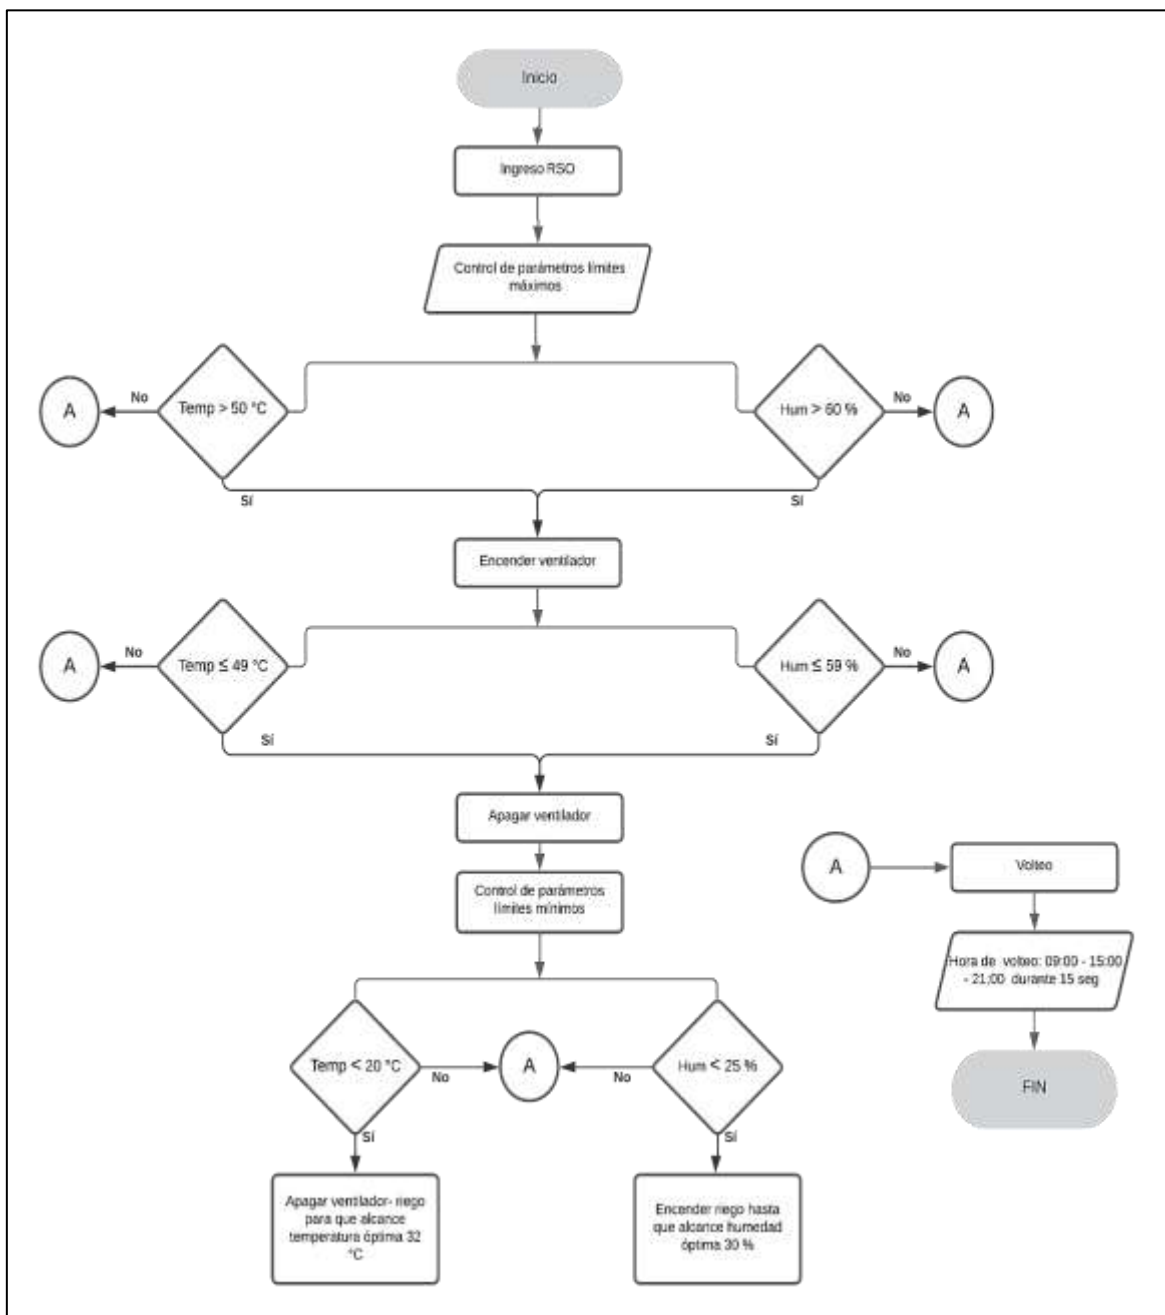 Inicio
Ingreso RSO
Control de parámetros límites
máximos
A
No
Temp > 50 °C
Hum > 60 %
No
A
Sí
Sí
Encender ventilador
A
No
Temp ≤ 49 °C
Hum ≤ 59 %
No
A
Sí
Sí
Apagar ventilador
Control de parámetros
límites mínimos
Temp < 20 °C
No
A
No
Hum < 25 %
Sí
Sí
Apagar ventilador- riego
para que alcance
temperatura óptima 32
°C
Encender riego hasta
que alcance humedad
óptima 30 %
A
Volteo
Hora de volteo: 09:00 - 15:00
- 21;00 durante 15 seg
FIN